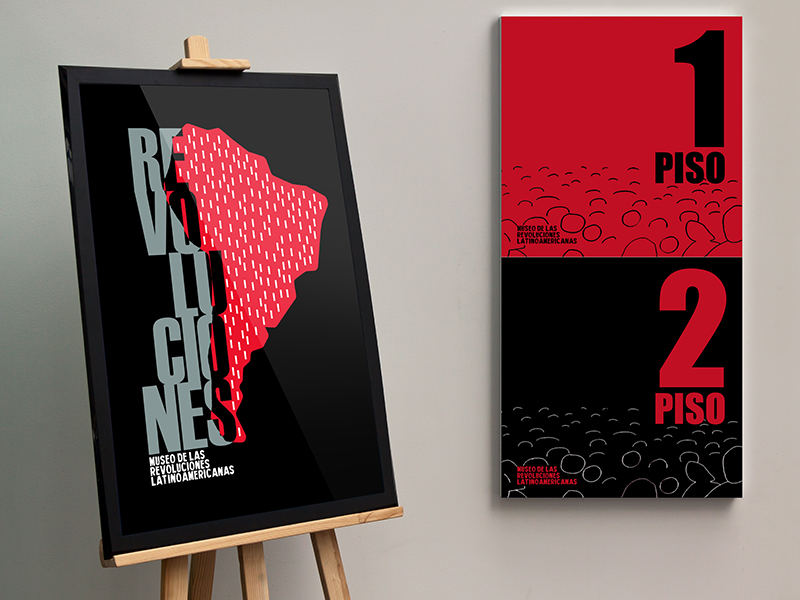 RE
VO
LU
CIO
NES
MUSEO DE LAS
REVOLUCIONES
LATINOAMERICANAS
1
PISO
MUSEO DE LAS
REVOLUCIONES
LATINOAMERICANAS
2
PISO
MUSEO DE LAS
REVOLUCIONES
LATINOAMERICANAS